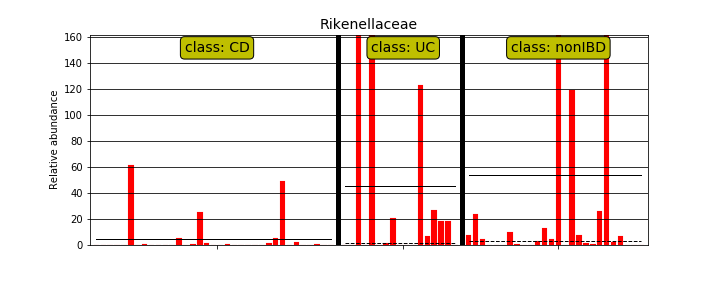 Rikenellaceae
class: CD
class: UC
class: nonIBD
Relative abundance
160
140
120
100
80
60
40
20
0